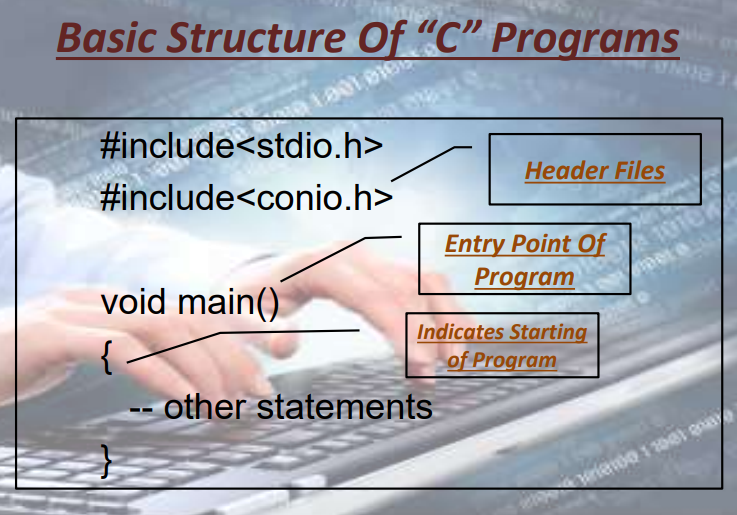 Basic Structure Of “C” Programs
#include<stdio.h>
Header Files
#include<conio.h>
Entry Point Of
Program
void main()
{
Indicates Starting
of Program
-- other statements
}